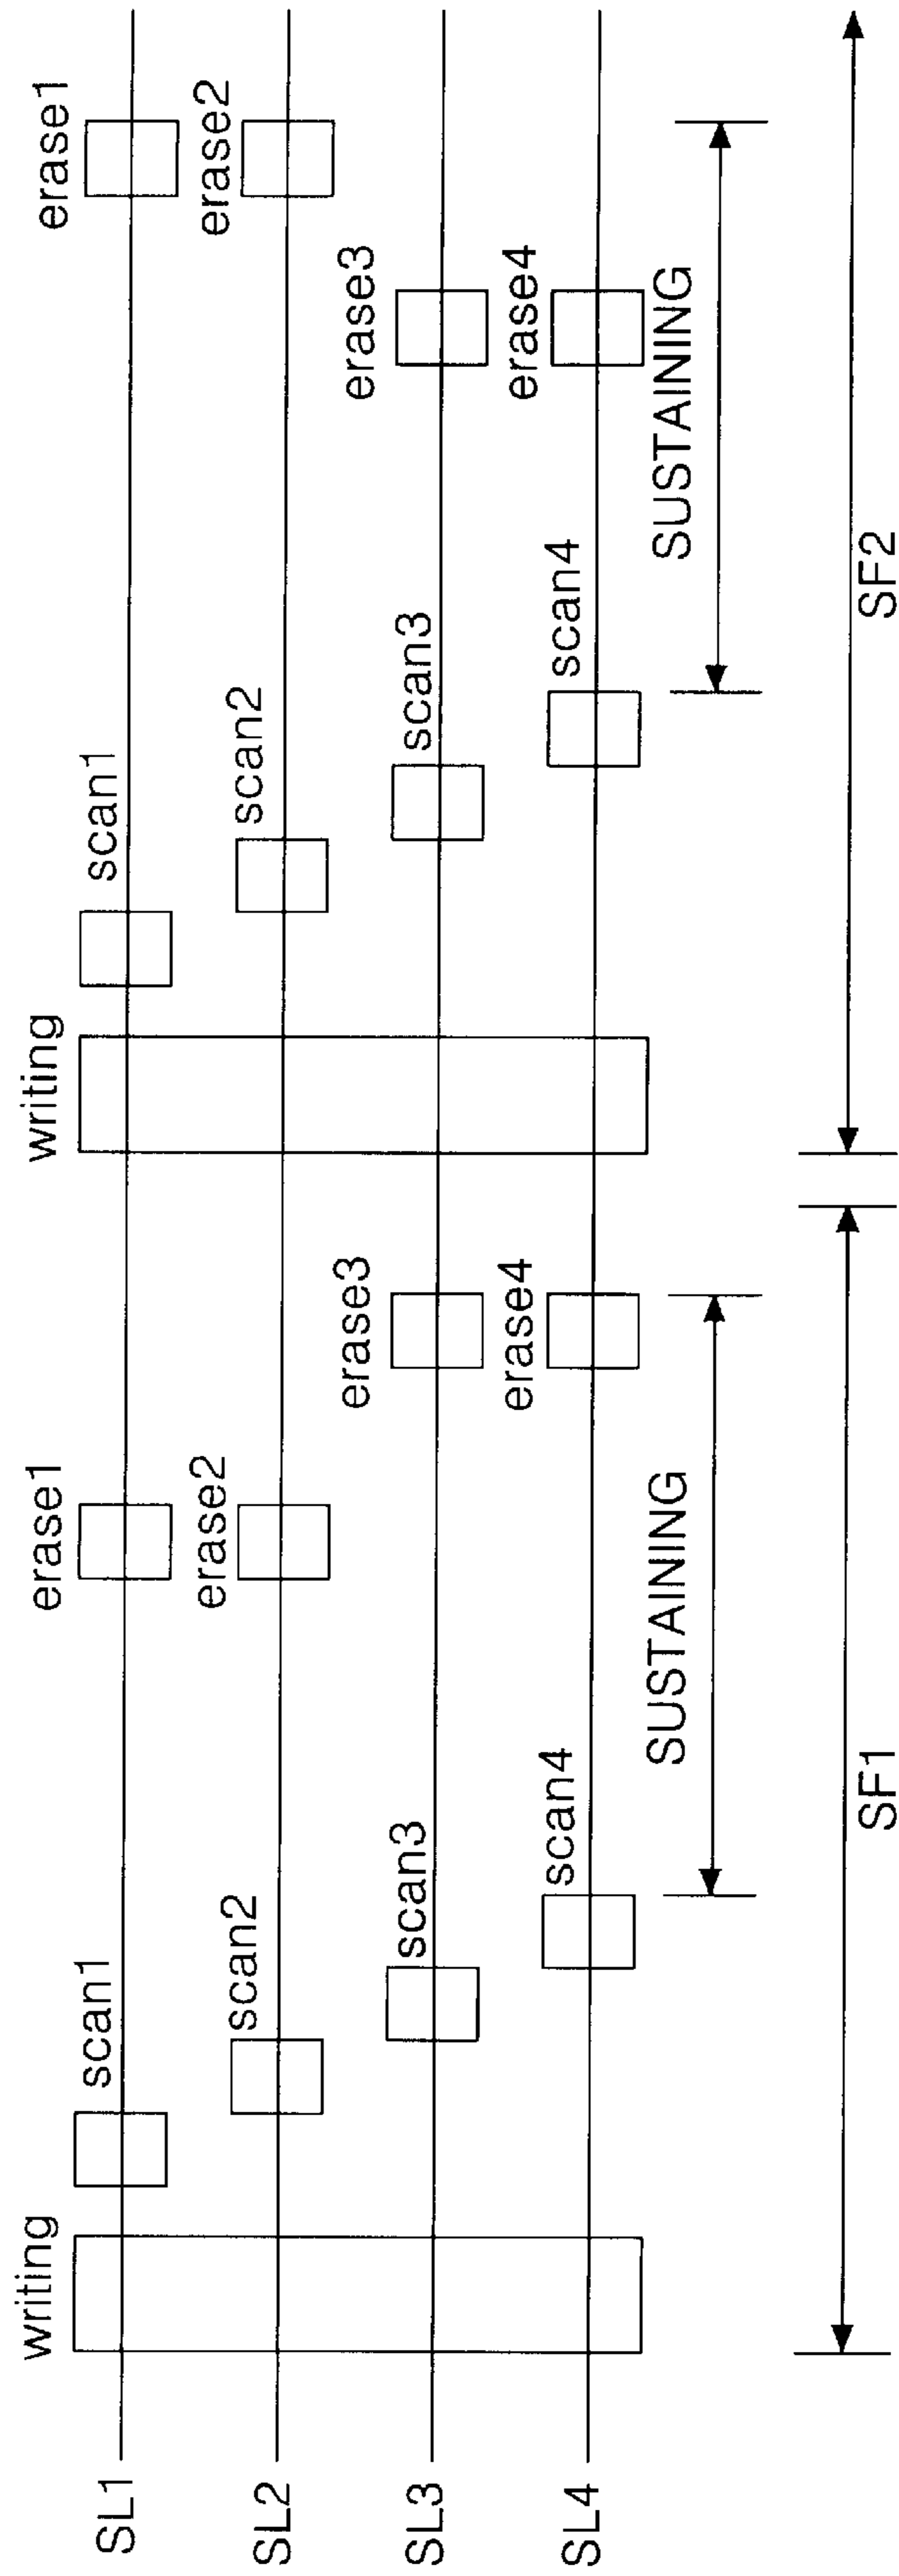 writing
writing
scan1
erase1
scan1
erase1
SL1
scan2
erase2
scan2
erase2
SL2
scan3
erase3
scan3
erase3
SL3
scan4
erase4
scan4
erase4
SL4
SUSTAINING
SUSTAINING
SF1
SF2